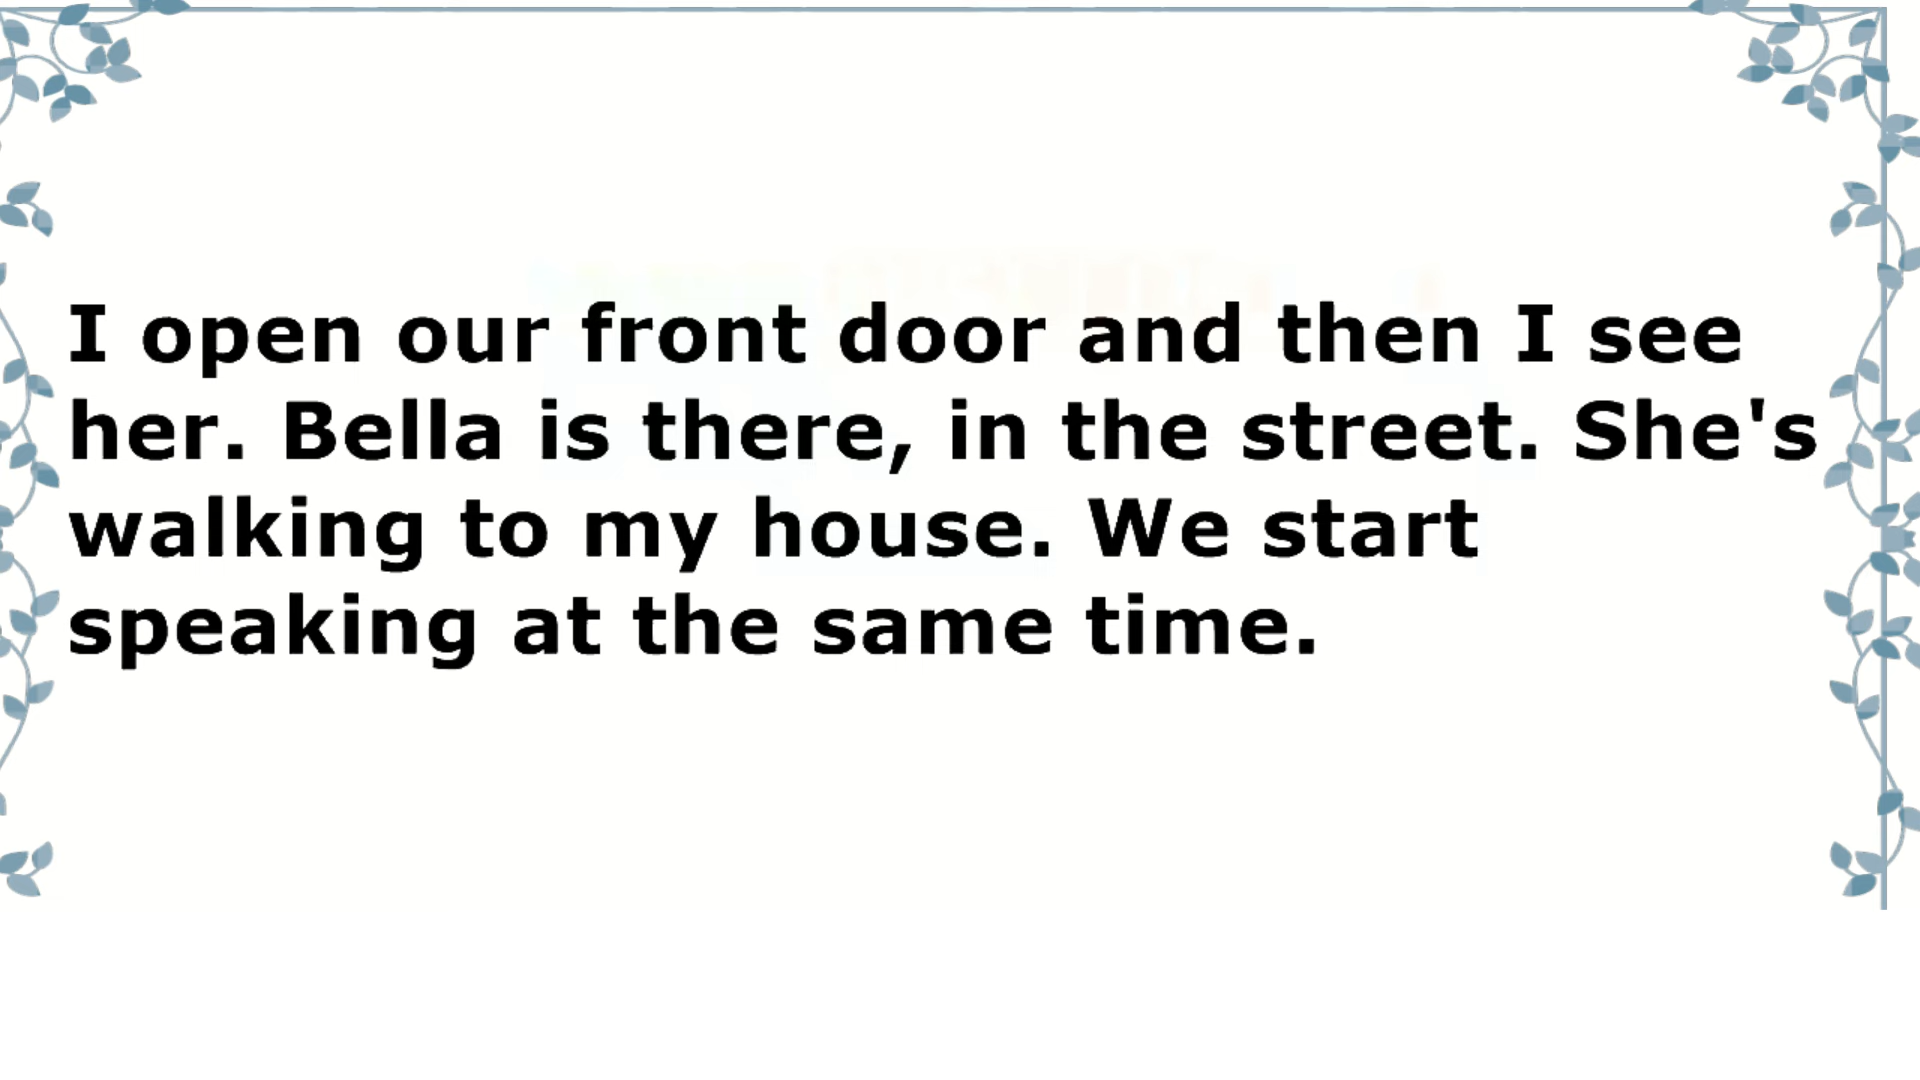 I open our front door and then I see
her. Bella is there, in the street. She's
walking to my house. We start
speaking at the same time.